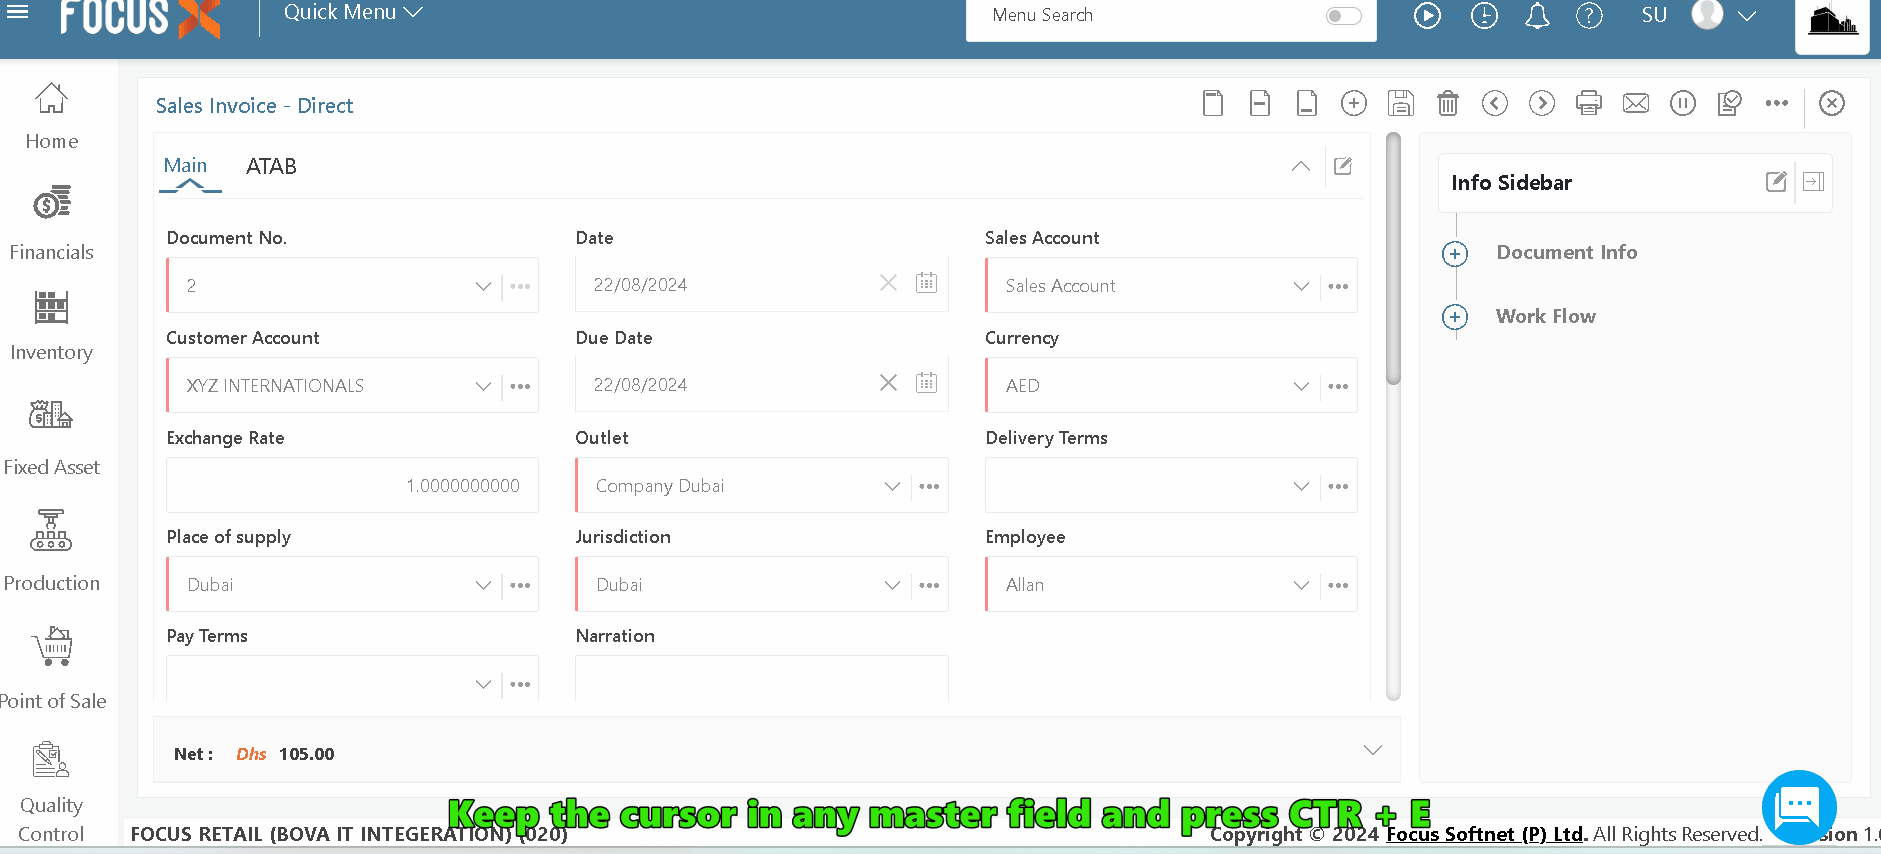 FOCUS X
Quick Menu
Menu Search
SU
Home
Financials
Inventory
Fixed Asset
Production
Point of Sale
Quality
Control
Sales Invoice - Direct
Main ATAB
Document No. Date Sales Account
2 22/08/2024 Sales Account
Customer Account Due Date Currency
XYZ INTERNATIONALS 22/08/2024 AED
Exchange Rate Outlet Delivery Terms
1.0000000000 Company Dubai
Place of supply Jurisdiction Employee
Dubai Dubai Allan
Pay Terms Narration
Net : Dhs 105.00
Info Sidebar
Document Info
Work Flow
Keep the cursor in any master field and press CTR + E
FOCUS RETAIL (BOVA IT INTEGERATION) (020)
Copyright © 2024 Focus Softnet (P) Ltd. All Rights Reserved.